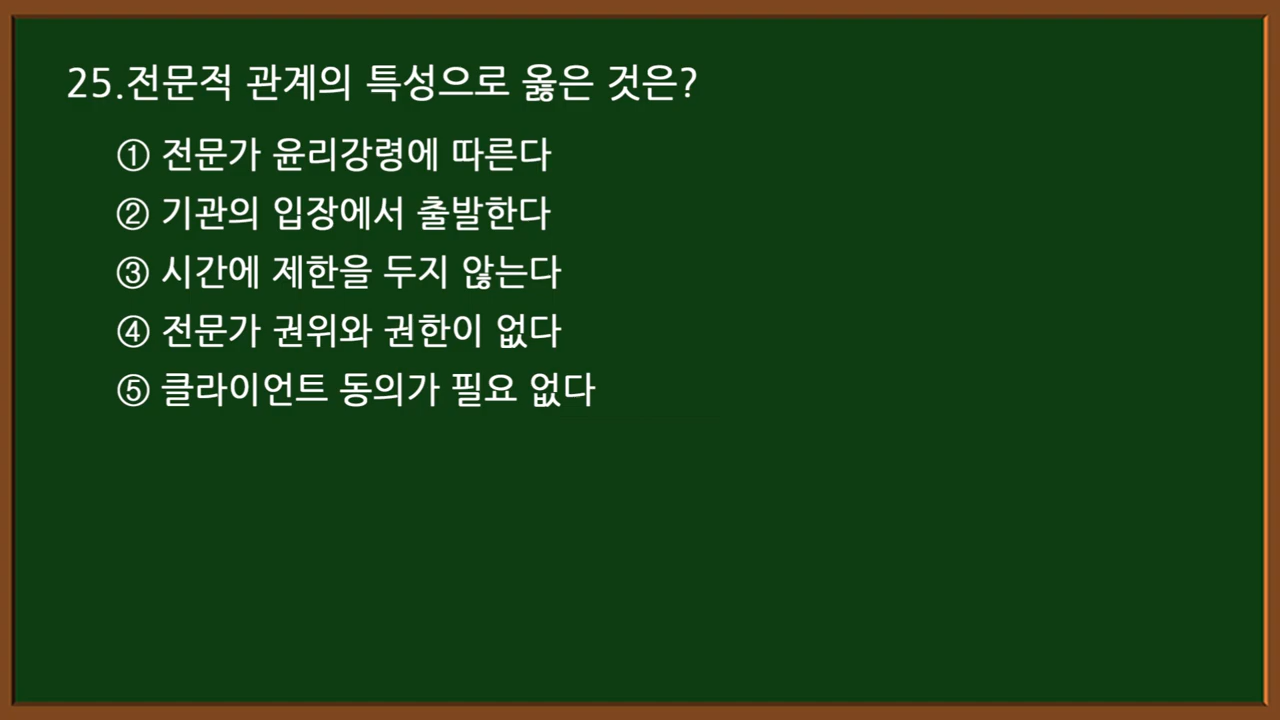 25.전문적 관계의 특성으로 옳은 것은?
① 전문가 윤리강령에 따른다
② 기관의 입장에서 출발한다
③ 시간에 제한을 두지 않는다
④ 전문가 권위와 권한이 없다
⑤ 클라이언트 동의가 필요 없다